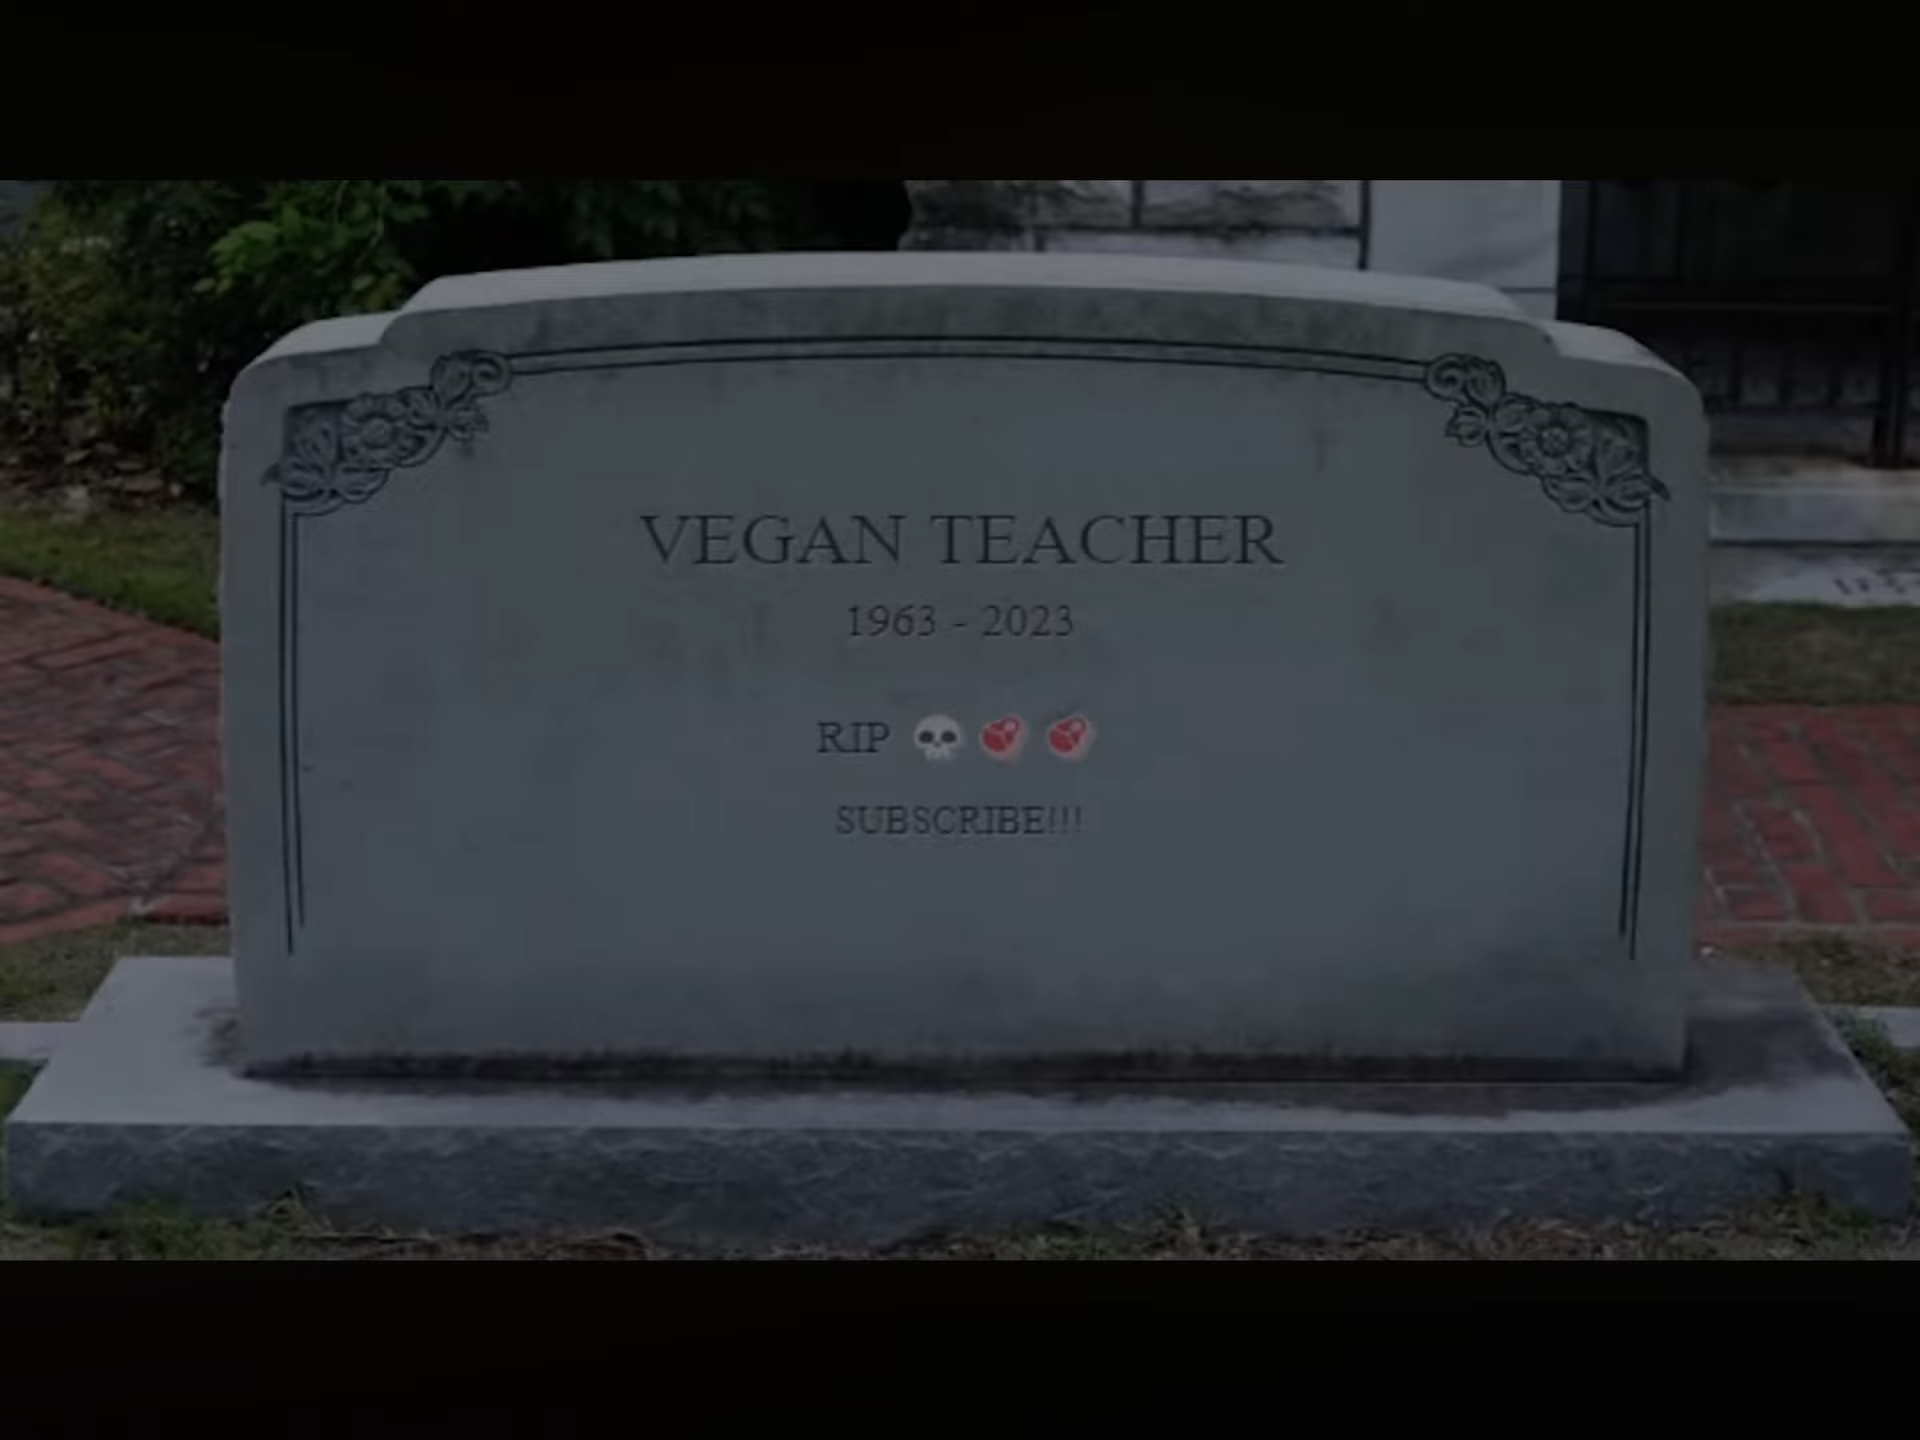 VEGAN TEACHER
1963 - 2023
RIP 💀 🥩 🥩
SUBSCRIBE!!!